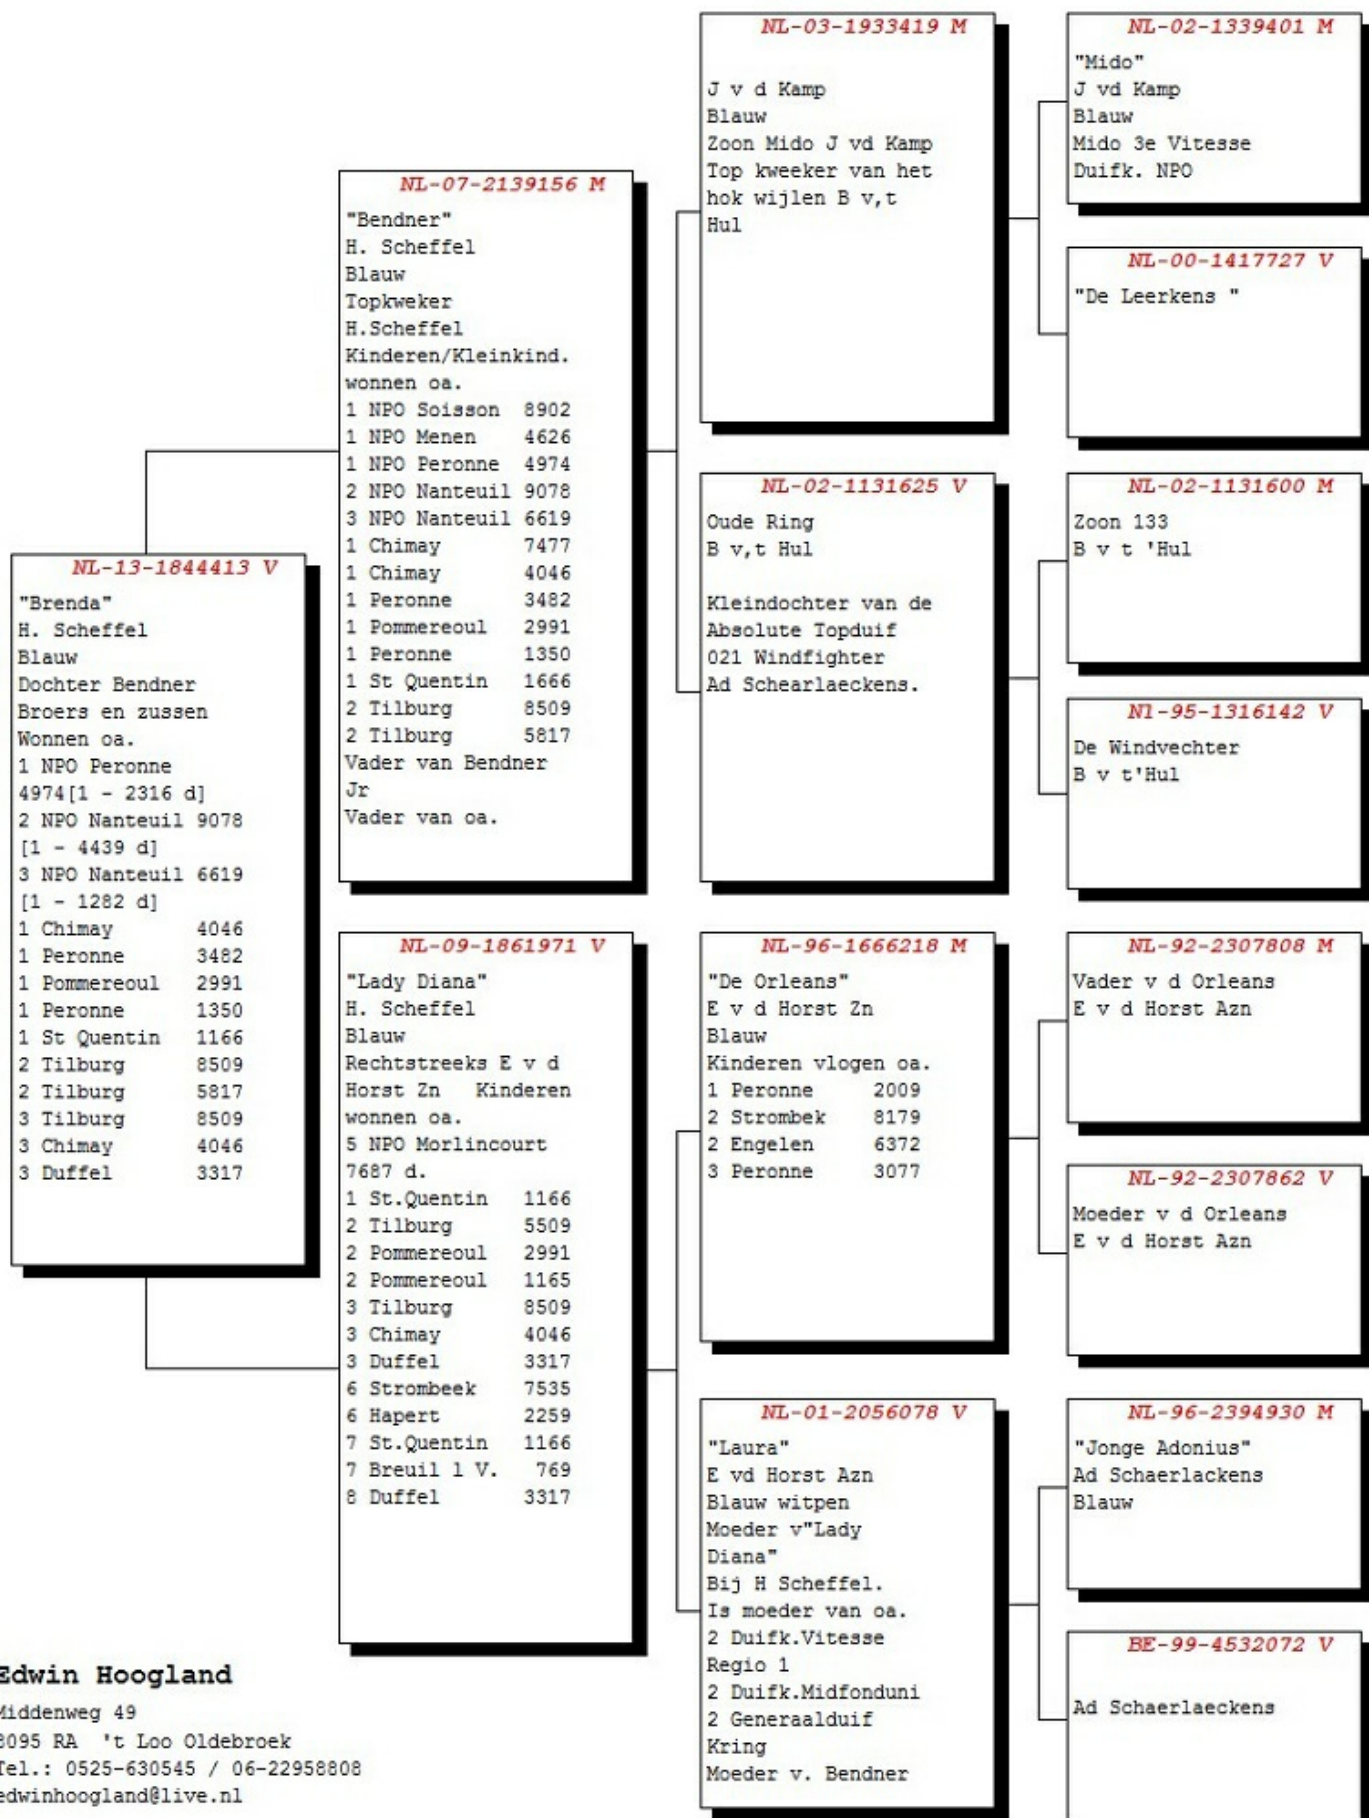 NL-13-1844413 V
"Brenda"
H. Scheffel
Blauw
Dochter Bendner
Broers en zussen
Wonnen oa.
1 NPO Peronne
4974[1 - 2316 d]
2 NPO Nanteuil 9078
[1 - 4439 d]
3 NPO Nanteuil 6619
[1 - 1282 d]
1 Chimay 4046
1 Peronne 3482
1 Pommereoul 2991
1 Peronne 1350
1 St Quentin 1166
2 Tilburg 8509
2 Tilburg 5817
3 Tilburg 8509
3 Chimay 4046
3 Duffel 3317
NL-07-2139156 M
"Bendner"
H. Scheffel
Blauw
Topkweker
H.Scheffel
Kinderen/Kleinkind.
wonnen oa.
1 NPO Soisson 8902
1 NPO Menen 4626
1 NPO Peronne 4974
2 NPO Nanteuil 9078
3 NPO Nanteuil 6619
1 Chimay 7477
1 Chimay 4046
1 Peronne 3482
1 Pommereoul 2991
1 Peronne 1350
1 St Quentin 1666
2 Tilburg 8509
2 Tilburg 5817
Vader van Bendner
Jr
Vader van oa.
NL-09-1861971 V
"Lady Diana"
H. Scheffel
Blauw
Rechtstreeks E v d
Horst Zn Kinderen
wonnen oa.
5 NPO Morlincourt
7687 d.
1 St.Quentin 1166
2 Tilburg 5509
2 Pommereoul 2991
2 Pommereoul 1165
3 Tilburg 8509
3 Chimay 4046
3 Duffel 3317
6 Strombeek 7535
6 Hapert 2259
7 St.Quentin 1166
7 Breuil l V. 769
8 Duffel 3317
NL-03-1933419 M
J v d Kamp
Blauw
Zoon Mido J vd Kamp
Top kweeker van het
hok wijlen B v,t
Hul
NL-02-1131625 V
Oude Ring
B v,t Hul
Kleindochter van de
Absolute Topduif
021 Windfighter
Ad Schearlaeckens.
NL-96-1666218 M
"De Orleans"
E v d Horst Zn
Blauw
Kinderen vlogen oa.
1 Peronne 2009
2 Strombek 8179
2 Engelen 6372
3 Peronne 3077
NL-01-2056078 V
"Laura"
E vd Horst Azn
Blauw witpen
Moeder v"Lady
Diana"
Bij H Scheffel.
Is moeder van oa.
2 Duifk.Vitesse
Regio 1
2 Duifk.Midfonduni
2 Generaalduif
Kring
Moeder v. Bendner
NL-02-1339401 M
"Mido"
J vd Kamp
Blauw
Mido 3e Vitesse
Duifk. NPO
NL-00-1417727 V
"De Leerkens "
NL-02-1131600 M
Zoon 133
B v t 'Hul
Nl-95-1316142 V
De Windvechter
B v t'Hul
NL-92-2307808 M
Vader v d Orleans
E v d Horst Azn
NL-92-2307862 V
Moeder v d Orleans
E v d Horst Azn
NL-96-2394930 M
"Jonge Adonius"
Ad Schaerlackens
Blauw
BE-99-4532072 V
Ad Schaerlaeckens
Edwin Hoogland
Middenweg 49
8095 RA 't Loo Oldebroek
Tel.: 0525-630545 / 06-22958808
edwinhoogland@live.nl